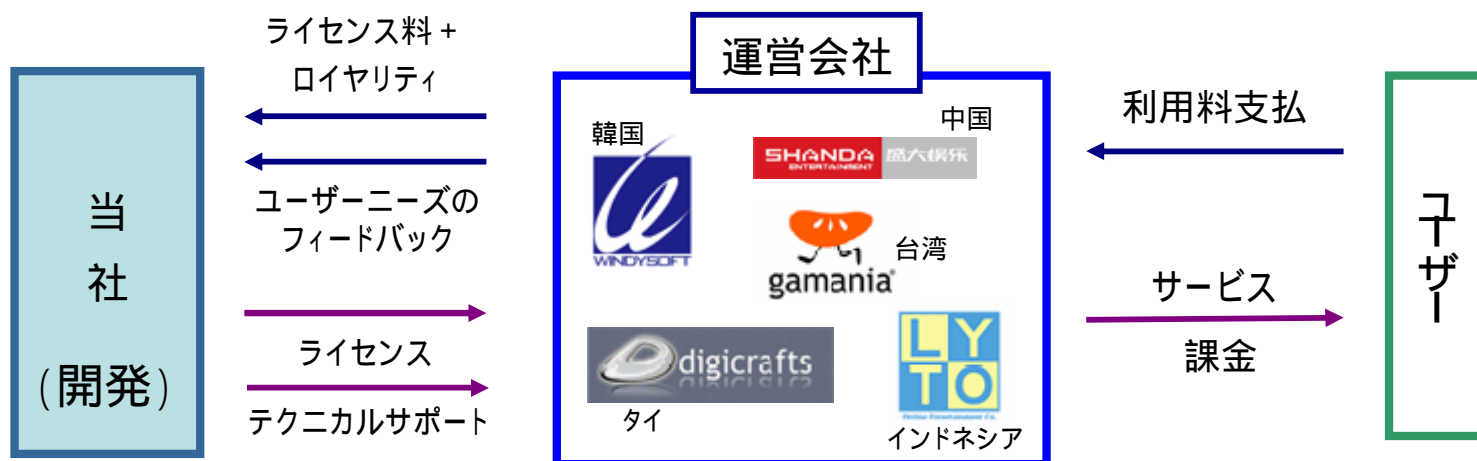 当
社
(開発)
ライセンス料 +
ロイヤリティ
ユーザーニーズの
フィードバック
ライセンス
テクニカルサポート
運営会社
韓国
WINDYSOFT
中国
SHANDA 盛大娱乐
ENTERTAINMENT
台湾
gamania
digicrafts
タイ
LY
TO
インドネシア
利用料支払
サービス
課金
ユーザー